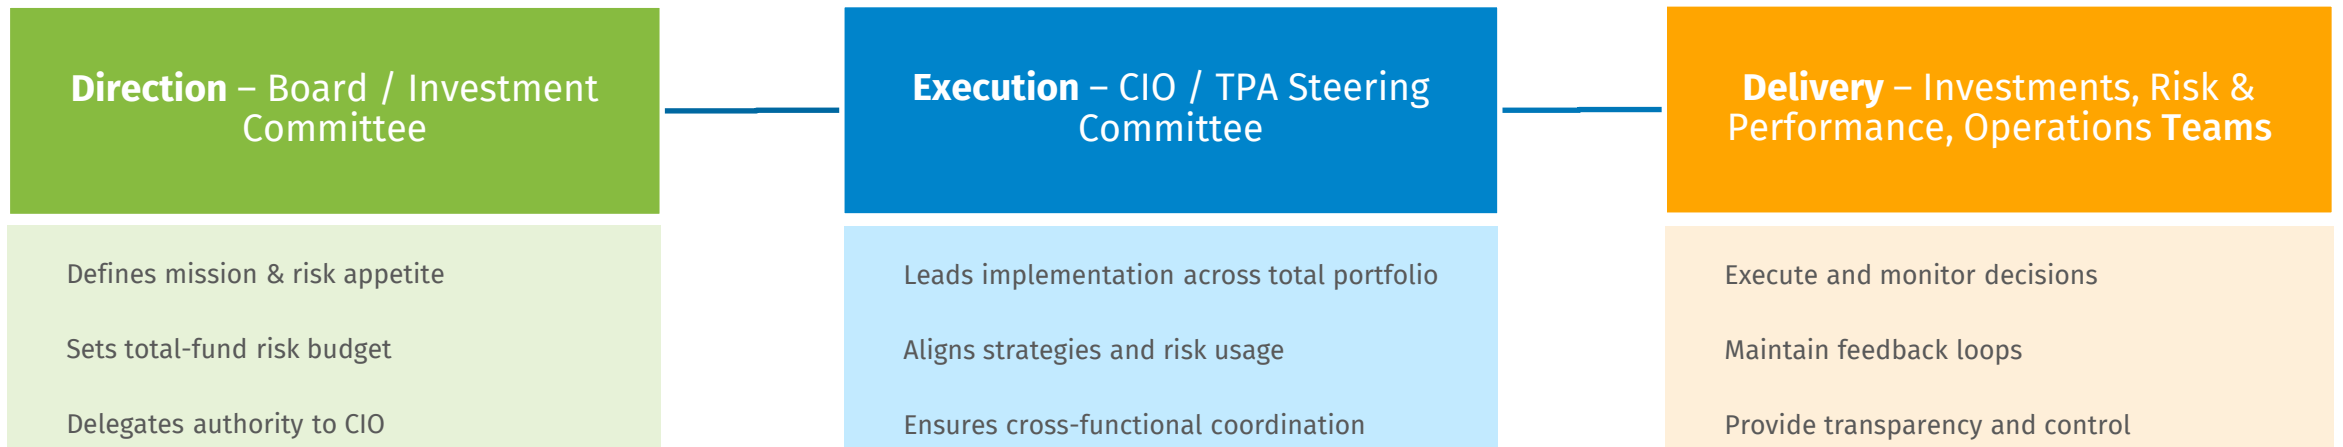 Direction – Board / Investment
Committee
Defines mission & risk appetite
Sets total-fund risk budget
Delegates authority to CIO
Execution – CIO / TPA Steering
Committee
Leads implementation across total portfolio
Aligns strategies and risk usage
Ensures cross-functional coordination
Delivery – Investments, Risk &
Performance, Operations Teams
Execute and monitor decisions
Maintain feedback loops
Provide transparency and control